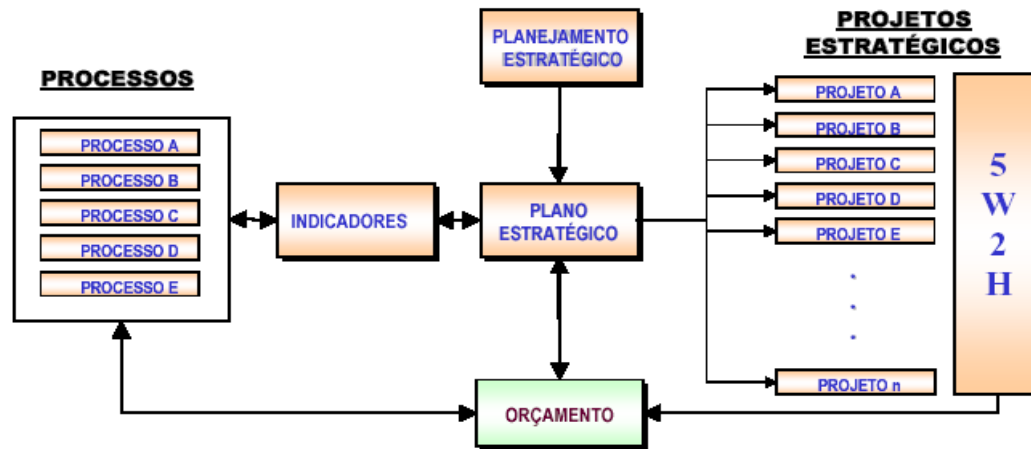 PROCESSOS
PROCESSO A
PROCESSO B
PROCESSO C
PROCESSO D
PROCESSO E
INDICADORES
PLANEJAMENTO
ESTRATÉGICO
PLANO
ESTRATÉGICO
ORÇAMENTO
PROJETOS
ESTRATÉGICOS
PROJETO A
PROJETO B
PROJETO C
PROJETO D
PROJETO E
.
.
.
PROJETO n
5
W
2
H